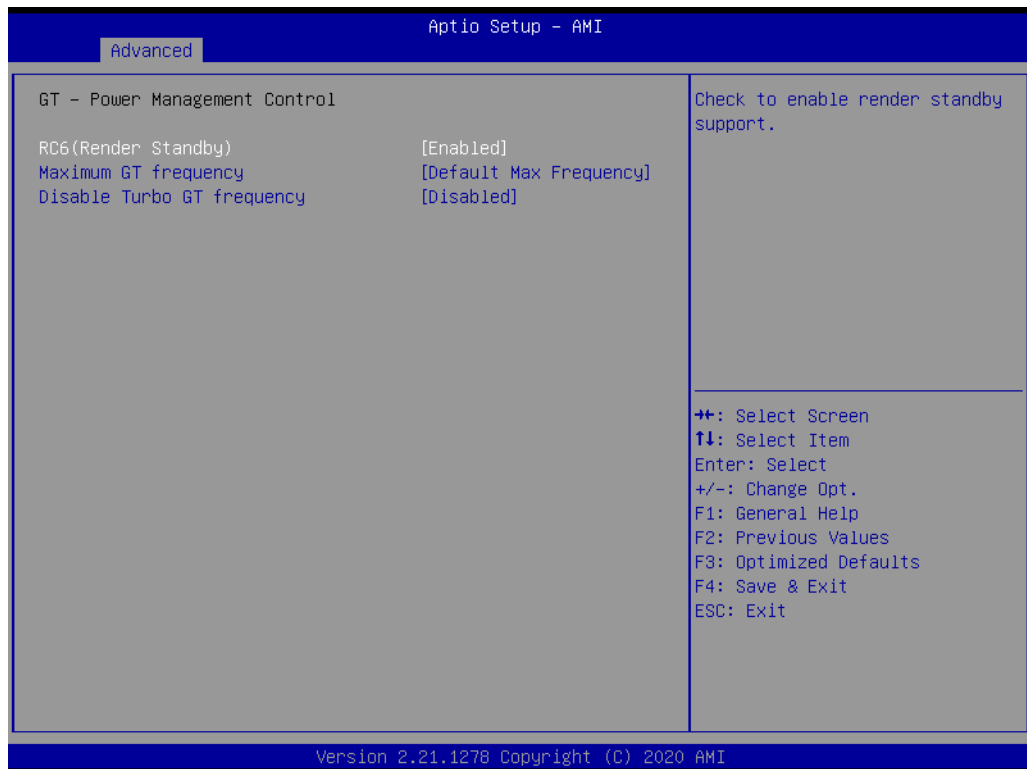 Aptio Setup – AMI
Advanced
GT – Power Management Control
RC6(Render Standby) [Enabled]
Maximum GT frequency [Default Max Frequency]
Disable Turbo GT frequency [Disabled]
Check to enable render standby
support.
→←: Select Screen
↑↓: Select Item
Enter: Select
+/-: Change Opt.
F1: General Help
F2: Previous Values
F3: Optimized Defaults
F4: Save & Exit
ESC: Exit
Version 2.21.1278 Copyright (C) 2020 AMI